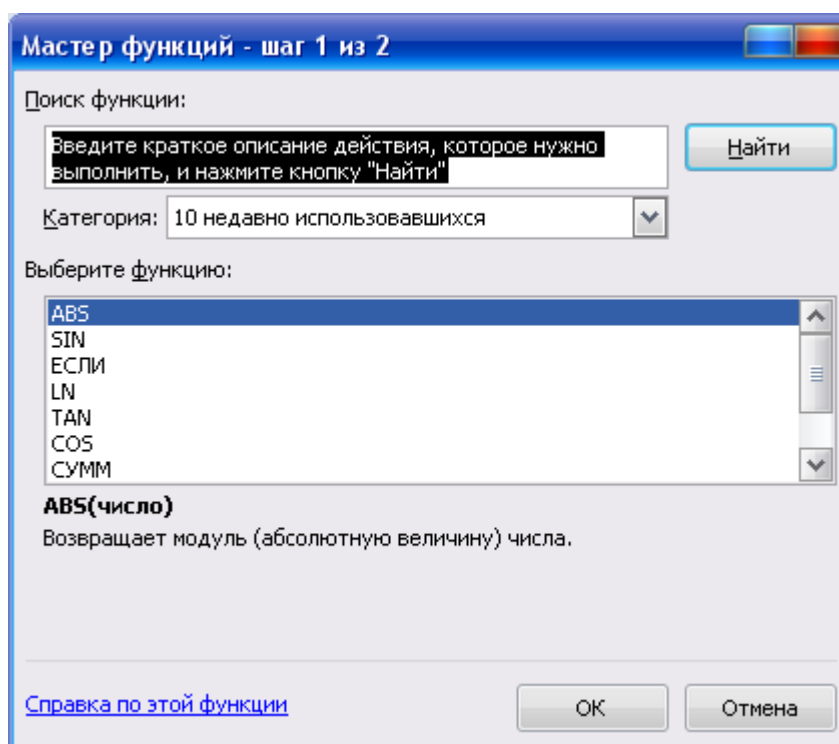 Мастер функций - шаг 1 из 2
Поиск функции:
Введите краткое описание действия, которое нужно
выполнить, и нажмите кнопку "Найти"
Найти
Категория: 10 недавно использовавшихся
Выберите функцию:
ABS
SIN
ЕСЛИ
LN
TAN
COS
СУММ
ABS(число)
Возвращает модуль (абсолютную величину) числа.
Справка по этой функции
ОК
Отмена